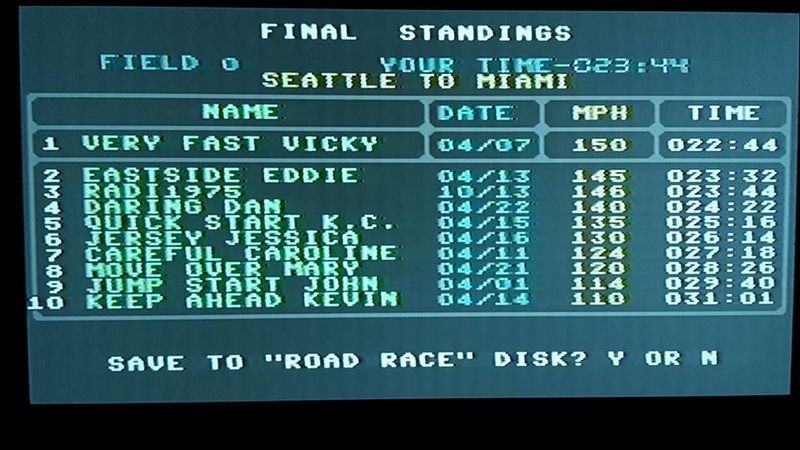 FINAL STANDINGS
FIELD 0 YOUR TIME-023:44
SEATTLE TO MIAMI
NAME DATE MPH TIME
1 VERY FAST VICKY 04/07 150 022:44
2 EASTSIDE EDDIE 04/13 145 023:32
3 RADI1975 10/13 146 023:44
4 DARING DAN 04/22 140 024:22
5 QUICK START K.C. 04/15 135 025:16
6 JERSEY JESSICA 04/16 130 026:14
7 CAREFUL CAROLINE 04/11 124 027:18
8 MOVE OVER MARY 04/21 120 028:26
9 JUMP START JOHN 04/01 114 029:40
10 KEEP AHEAD KEVIN 04/14 110 031:01
SAVE TO "ROAD RACE" DISK? Y OR N